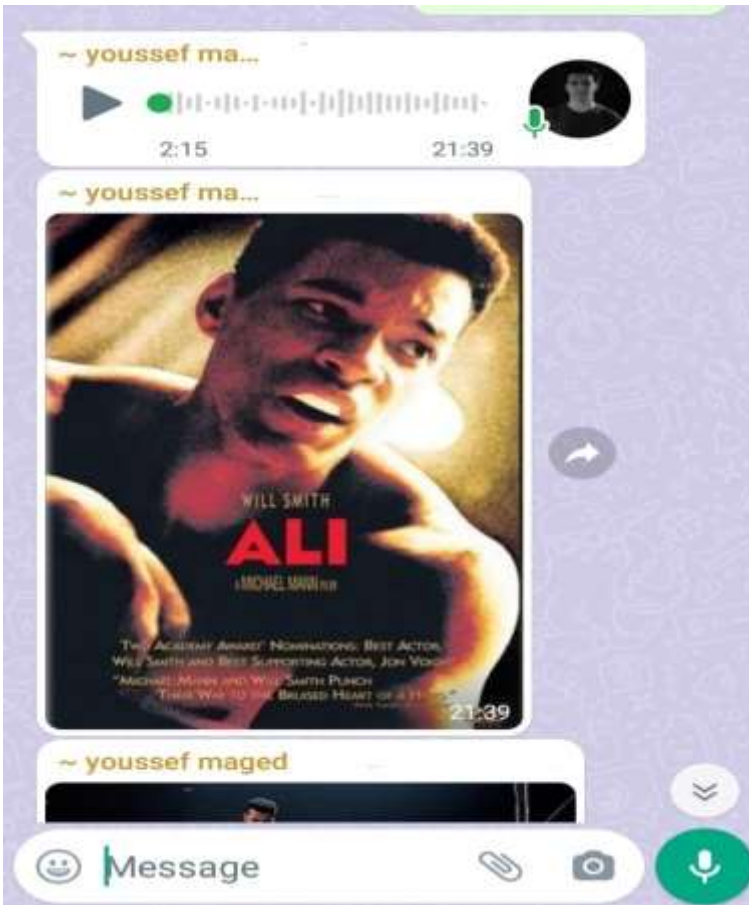 ~ youssef ma...
2:15 21:39
~ youssef ma...
WILL SMITH
ALI
A MICHAEL MANN FILM
"TWO ACADEMY AWARD® NOMINATIONS: BEST ACTOR,
WILL SMITH AND BEST SUPPORTING ACTOR, JON VOIGHT"
"MICHAEL MANN AND WILL SMITH PUNCH
THEIR WAY TO THE BRUISED HEART OF A
21:39
~ youssef maged
Message